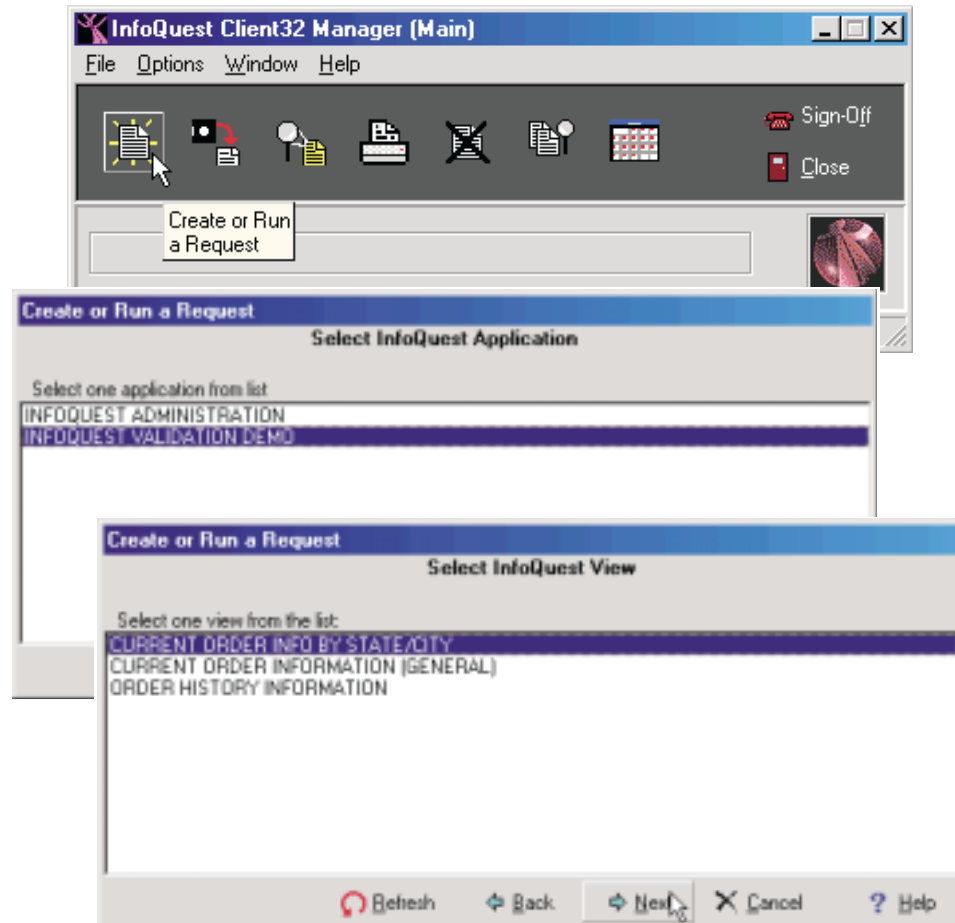 InfoQuest Client32 Manager (Main)
File Options Window Help
Sign-Off
Close
Create or Run
a Request
Create or Run a Request
Select InfoQuest Application
Select one application from list
INFOQUEST ADMINISTRATION
INFOQUEST VALIDATION DEMO
Create or Run a Request
Select InfoQuest View
Select one view from the list:
CURRENT ORDER INFO BY STATE/CITY
CURRENT ORDER INFORMATION (GENERAL)
ORDER HISTORY INFORMATION
Refresh Back Next Cancel ? Help